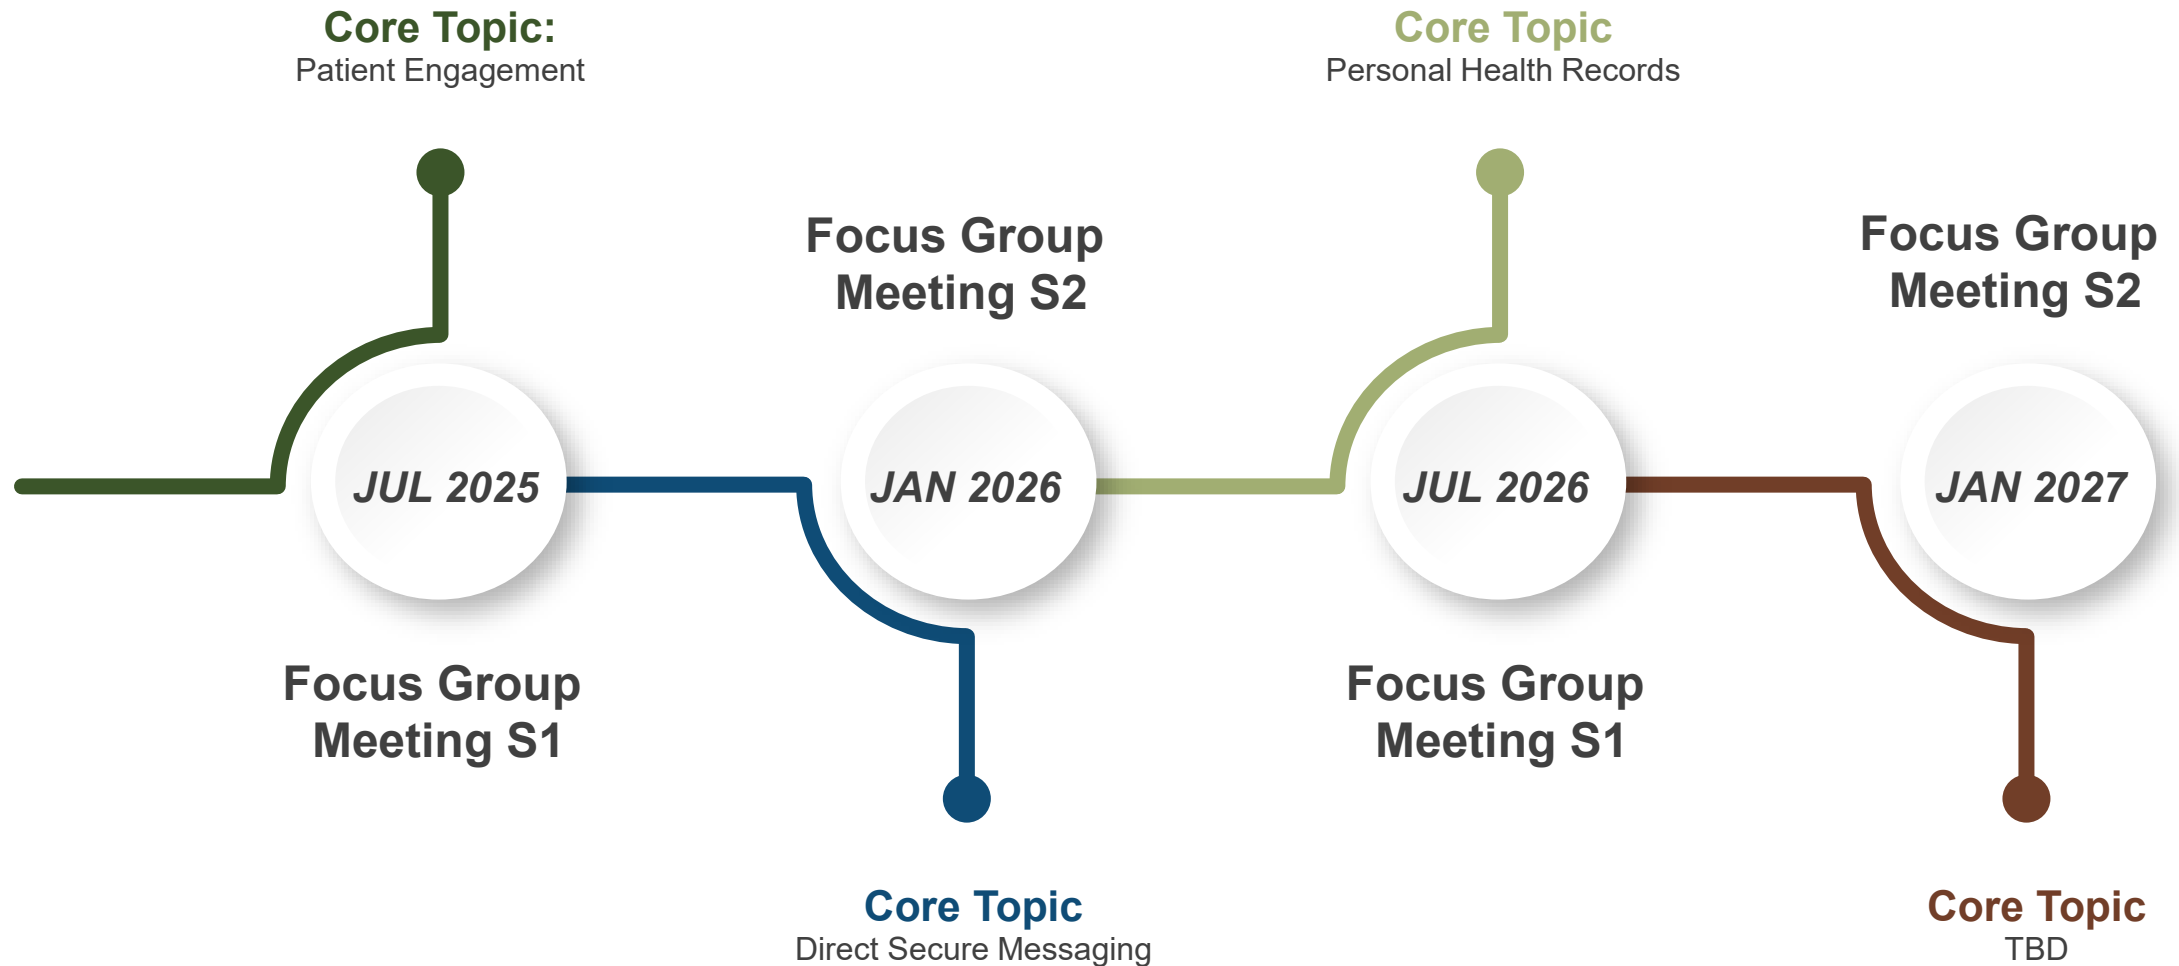 Core Topic:
Patient Engagement
JUL 2025
Focus Group
Meeting S1
Focus Group
Meeting S2
JAN 2026
Core Topic
Direct Secure Messaging
Core Topic
Personal Health Records
JUL 2026
Focus Group
Meeting S1
Focus Group
Meeting S2
JAN 2027
Core Topic
TBD